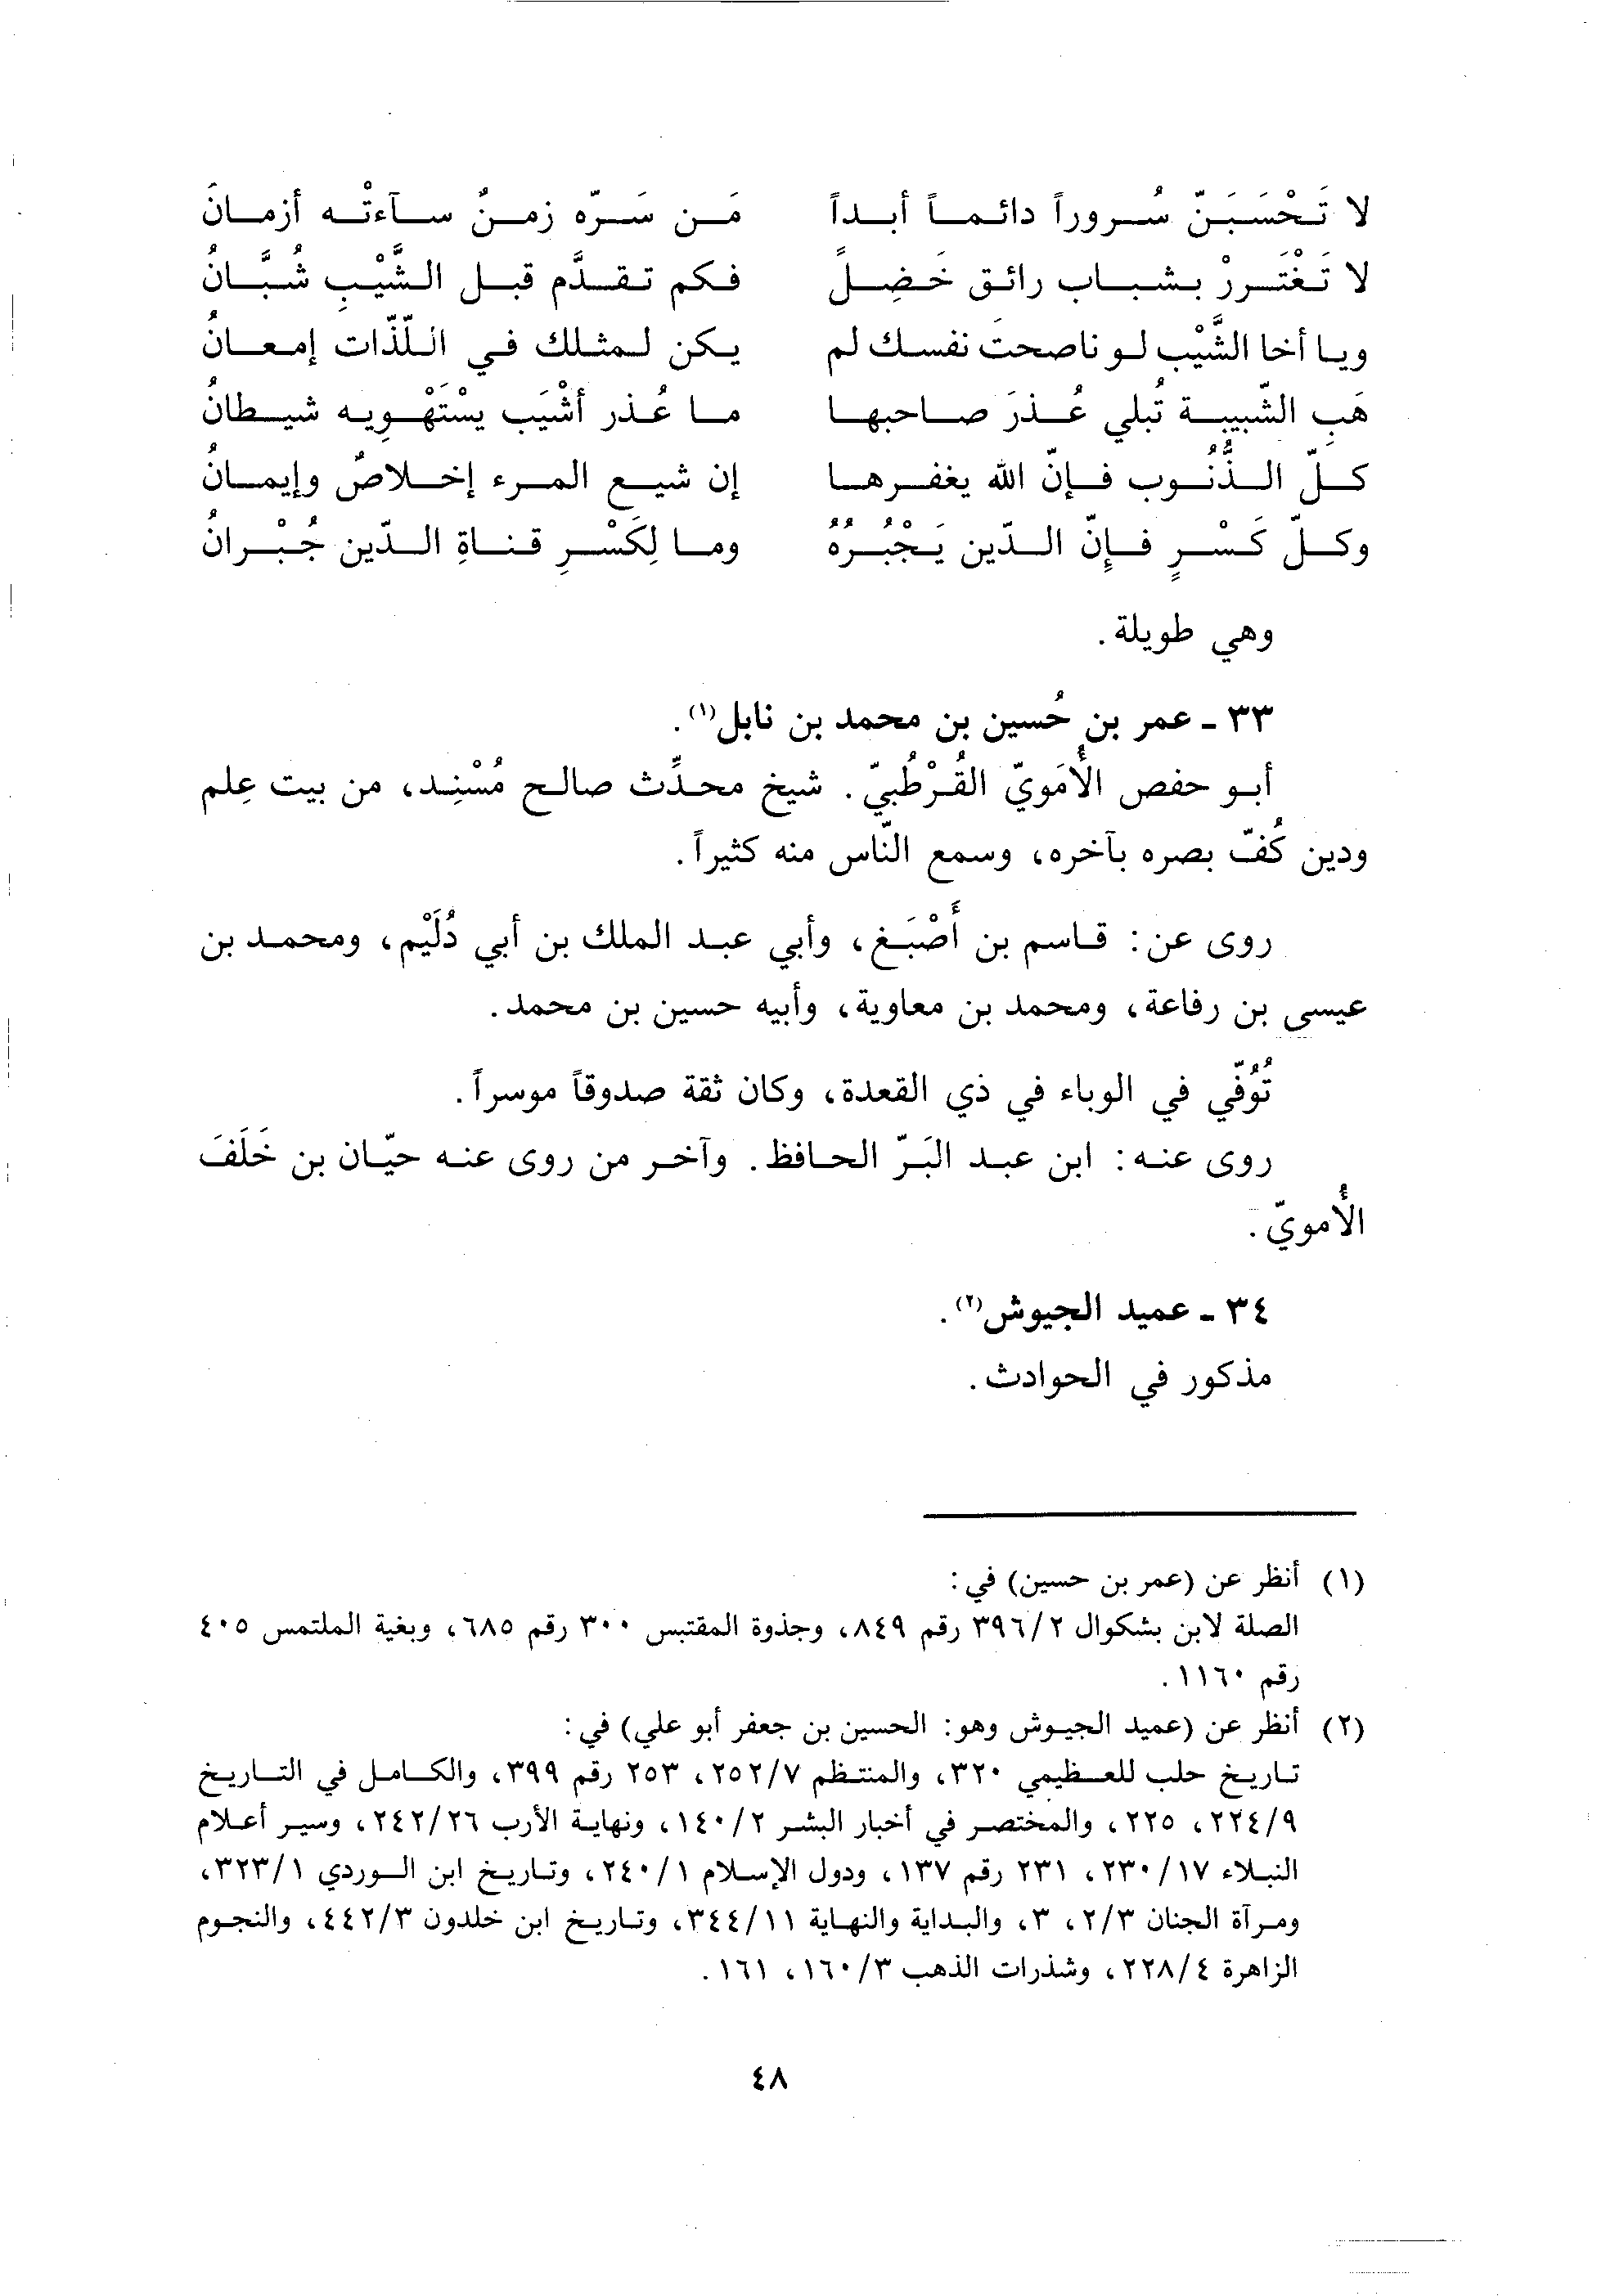 لا تَحْسَبَنّ سُروراً دائماً أبداً مَن سَرّه زمنٌ ساءتْه أزمانَ
لا تَغْتَررْ بشباب رائق خَضِلً فكم تقدَّم قبل الشَّيْبِ شُبَّانُ
ويا أخا الشَّيْب لو ناصحتَ نفسك لم يكن لمثلك في اللّذّات إمعانُ
هَبِ الشّبيبة تُبلي عُذرَ صاحبها ما عُذر أشْيَب يسْتَهْويه شيطانُ
كلّ الذُّنُوب فإنّ الله يغفرها إن شيع المرء إخلاصٌ وإيمانُ
وكلّ كَسْرٍ فإِنّ الدّين يَجْبُرُهُ وما لِكَسْرِ قناةِ الدّين جُبْرانُ
وهي طويلة.
٣٣ - عمر بن حُسين بن محمد بن نابل(١).
أبو حفص الأُمَويّ القُرْطُبيّ. شيخ محدِّث صالح مُسْنِد، من بيت عِلم
ودين كُفّ بصره بآخره، وسمع النّاس منه كثيراً.
روى عن: قاسم بن أَصْبَغ، وأبي عبد الملك بن أبي دُلَيْم، ومحمد بن
عيسى بن رفاعة، ومحمد بن معاوية، وأبيه حسين بن محمد.
تُوُفّي في الوباء في ذي القعدة، وكان ثقة صدوقاً موسراً.
روى عنه: ابن عبد البَرّ الحافظ. وآخر من روى عنه حيّان بن خَلَفَ
الأُمويّ.
٣٤ - عميد الجيوش(٢).
مذكور في الحوادث.
(١) أنظر عن (عمر بن حسين) في:
الصلة لابن بشكوال ٣٩٦/٢ رقم ٨٤٩، وجذوة المقتبس ٣٠٠ رقم ٦٨٥، وبغية الملتمس ٤٠٥
رقم ١١٦٠.
(٢) أنظر عن (عميد الجيوش وهو: الحسين بن جعفر أبو علي) في:
تاريخ حلب للعظيمي ٣٢٠، والمنتظم ٢٥٢/٧، ٢٥٣ رقم ٣٩٩، والكامل في التاريخ
٢٢٤/٩، ٢٢٥، والمختصر في أخبار البشر ١٤٠/٢، ونهاية الأرب ٢٤٢/٢٦، وسير أعلام
النبلاء ٢٣٠/١٧، ٢٣١ رقم ١٣٧، ودول الإسلام ٢٤٠/١، وتاريخ ابن الوردي ٣٢٣/١،
ومرآة الجنان ٢/٣، ٣، والبداية والنهاية ٣٤٤/١١، وتاريخ ابن خلدون ٤٤٢/٣، والنجوم
الزاهرة ٢٢٨/٤، وشذرات الذهب ١٦٠/٣، ١٦١.
٤٨